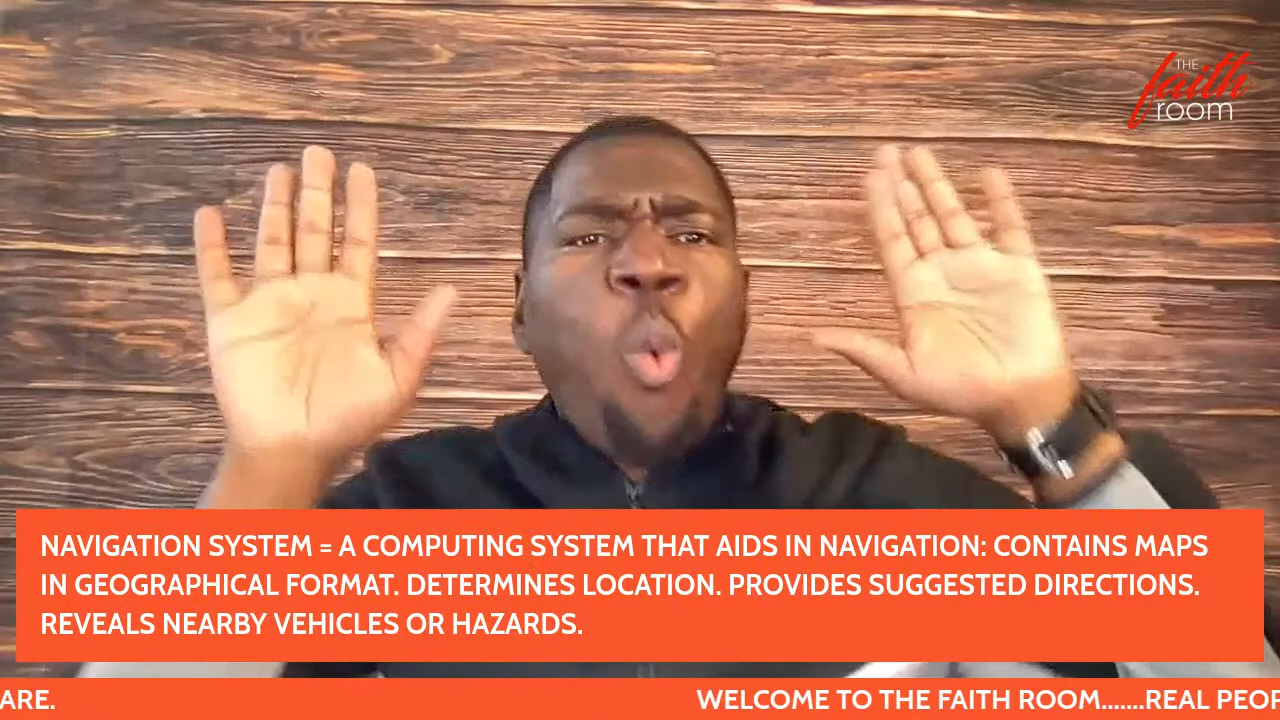 THE
faith
room
NAVIGATION SYSTEM = A COMPUTING SYSTEM THAT AIDS IN NAVIGATION: CONTAINS MAPS
IN GEOGRAPHICAL FORMAT. DETERMINES LOCATION. PROVIDES SUGGESTED DIRECTIONS.
REVEALS NEARBY VEHICLES OR HAZARDS.
ARE. WELCOME TO THE FAITH ROOM.......REAL